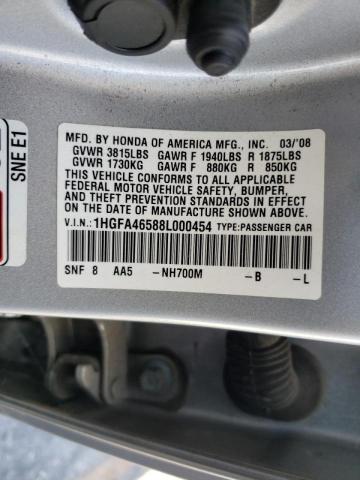 SNE E1
MFD. BY HONDA OF AMERICA MFG., INC. 03/'08
GVWR 3815LBS GAWR F 1940LBS R 1875LBS
GVWR 1730KG GAWR F 880KG R 850KG
THIS VEHICLE CONFORMS TO ALL APPLICABLE
FEDERAL MOTOR VEHICLE SAFETY, BUMPER,
AND THEFT PREVENTION STANDARDS IN EFFECT
ON THE DATE OF MANUFACTURE SHOWN ABOVE.
V.I.N.:1HGFA46588L000454 TYPE:PASSENGER CAR
SNF 8 AA5 -NH700M -B -L